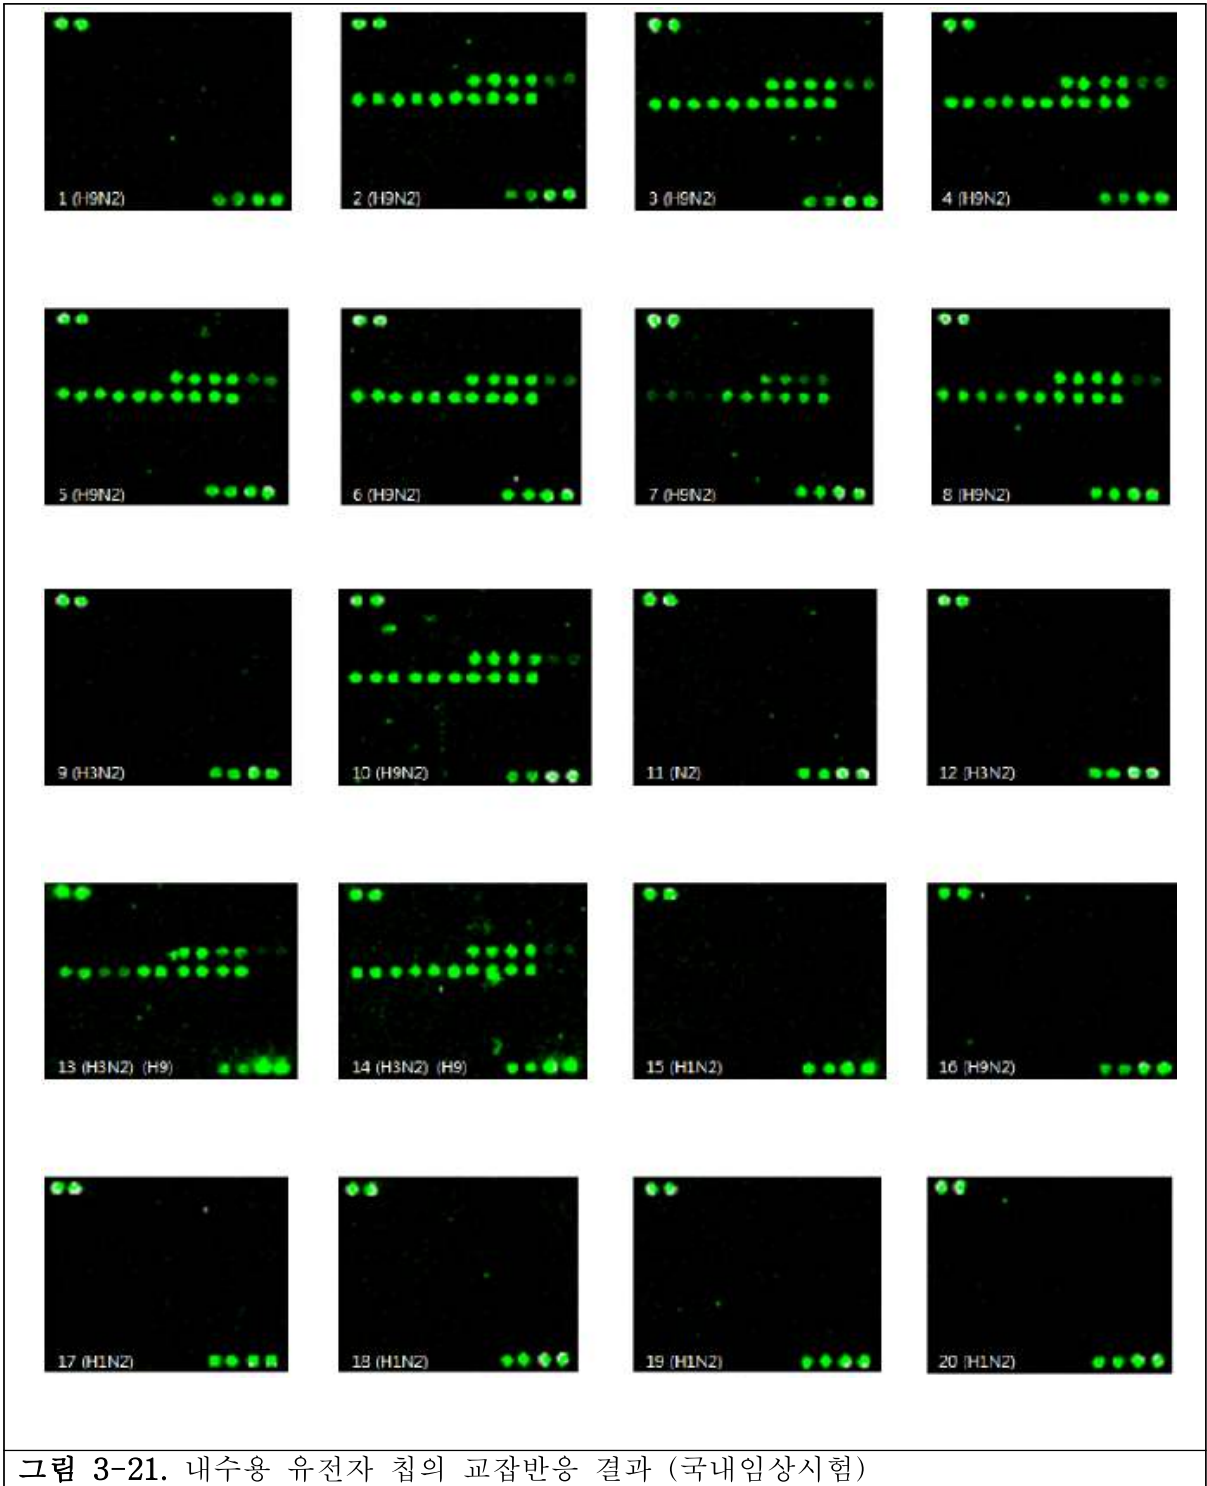 1 (H9N2)
2 (H9N2)
3 (H9N2)
4 (H9N2)
5 (H9N2)
6 (H9N2)
7 (H9N2)
8 (H9N2)
9 (H3N2)
10 (H9N2)
11 (N2)
12 (H3N2)
13 (H3N2) (H9)
14 (H3N2) (H9)
15 (H1N2)
16 (H9N2)
17 (H1N2)
18 (H1N2)
19 (H1N2)
20 (H1N2)
그림 3-21. 내수용 유전자 칩의 교잡반응 결과 (국내임상시험)